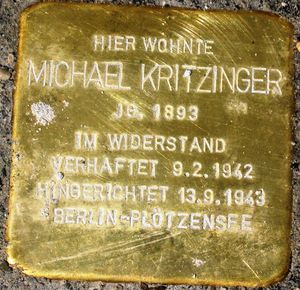 HIER WOHNTE
MICHAEL KRITZINGER
JG. 1893
IM WIDERSTAND
VERHAFTET 9.2.1942
HINGERICHTET 13.9.1943
BERLIN-PLÖTZENSEE